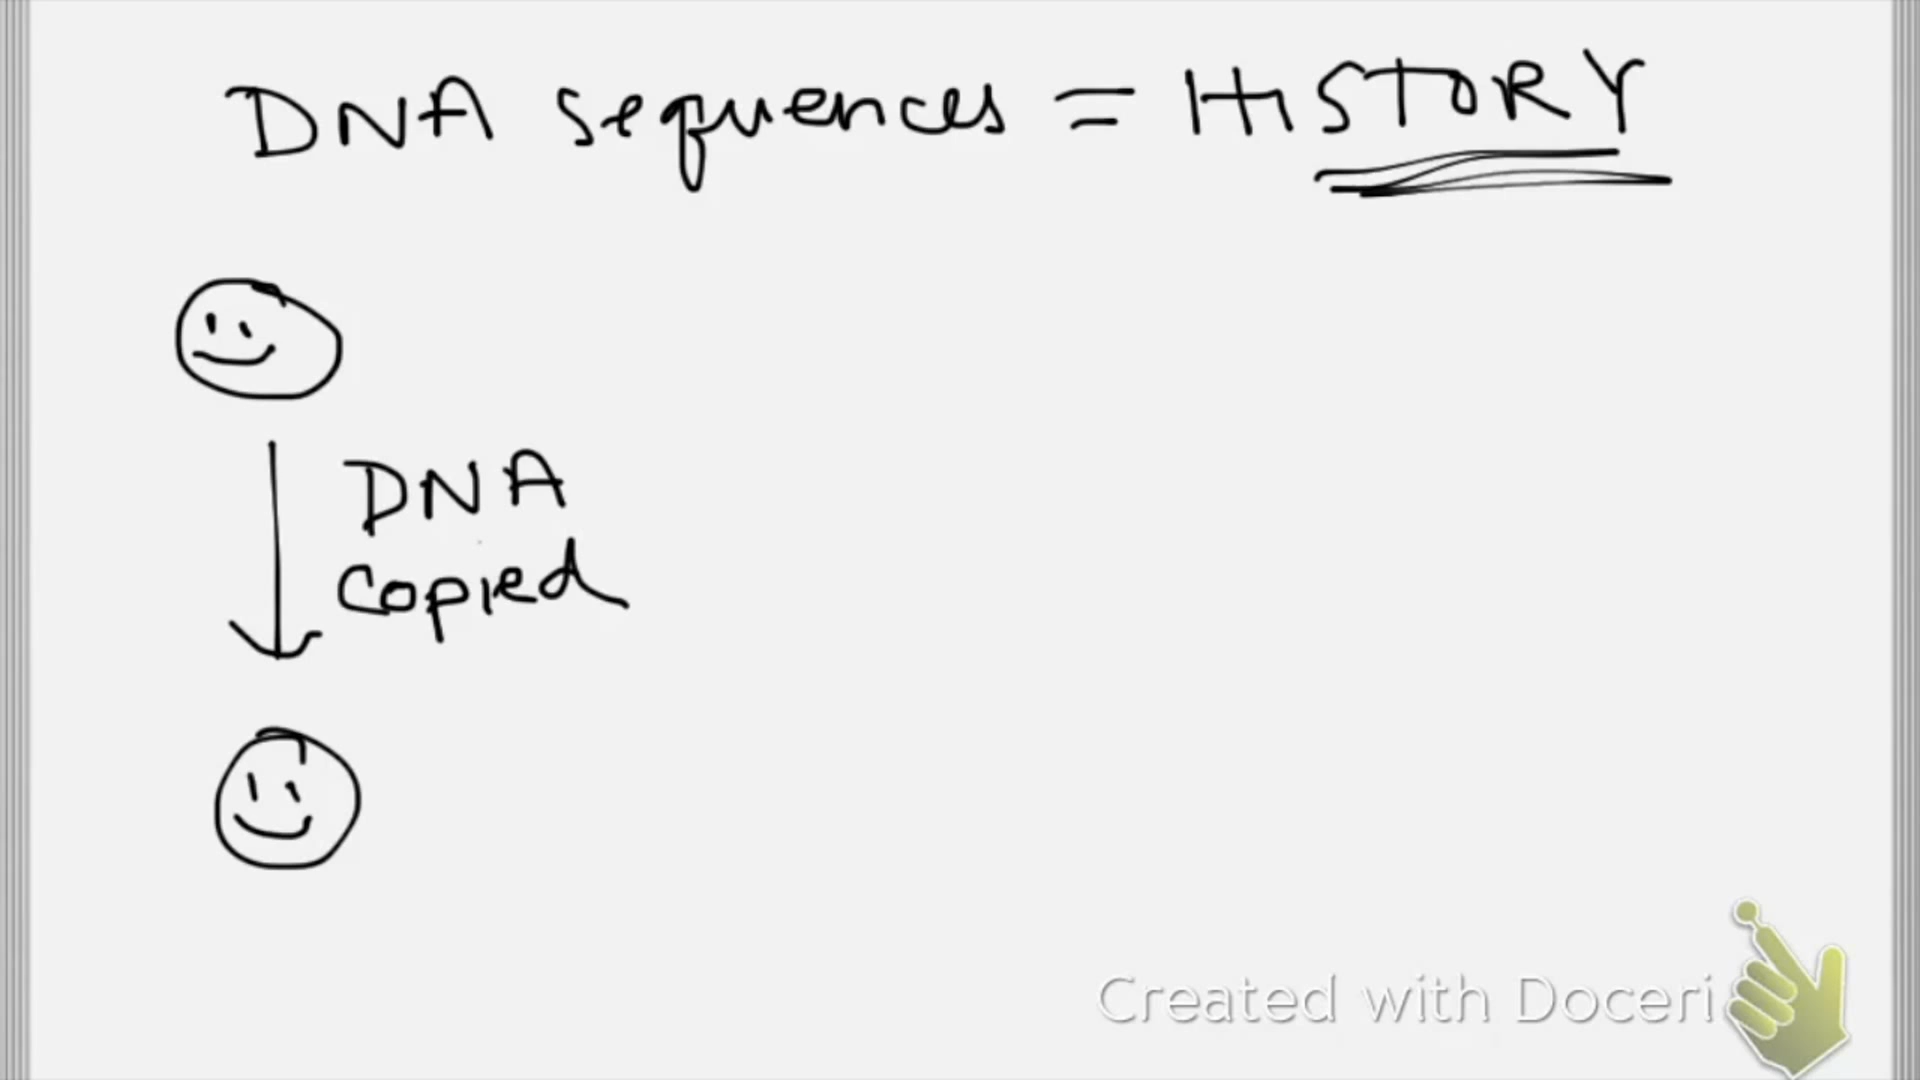 DNA sequences = HISTORY
DNA
copied
Created with Doceri